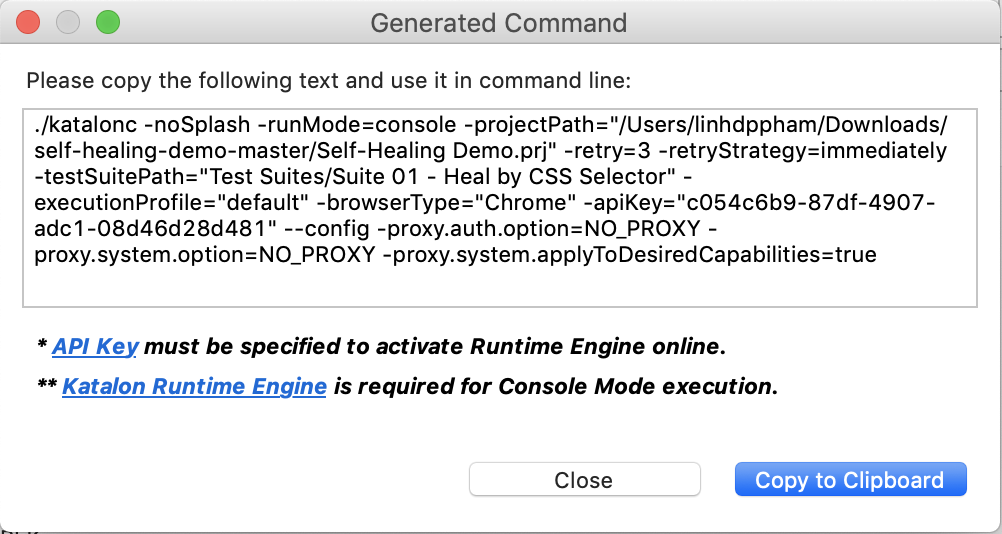 Generated Command
Please copy the following text and use it in command line:
./katalonc -noSplash -runMode=console -projectPath="/Users/linhdppham/Downloads/
self-healing-demo-master/Self-Healing Demo.prj" -retry=3 -retryStrategy=immediately
-testSuitePath="Test Suites/Suite 01 - Heal by CSS Selector" -
executionProfile="default" -browserType="Chrome" -apiKey="c054c6b9-87df-4907-
adc1-08d46d28d481" --config -proxy.auth.option=NO_PROXY -
proxy.system.option=NO_PROXY -proxy.system.applyToDesiredCapabilities=true
* API Key must be specified to activate Runtime Engine online.
** Katalon Runtime Engine is required for Console Mode execution.
Close
Copy to Clipboard